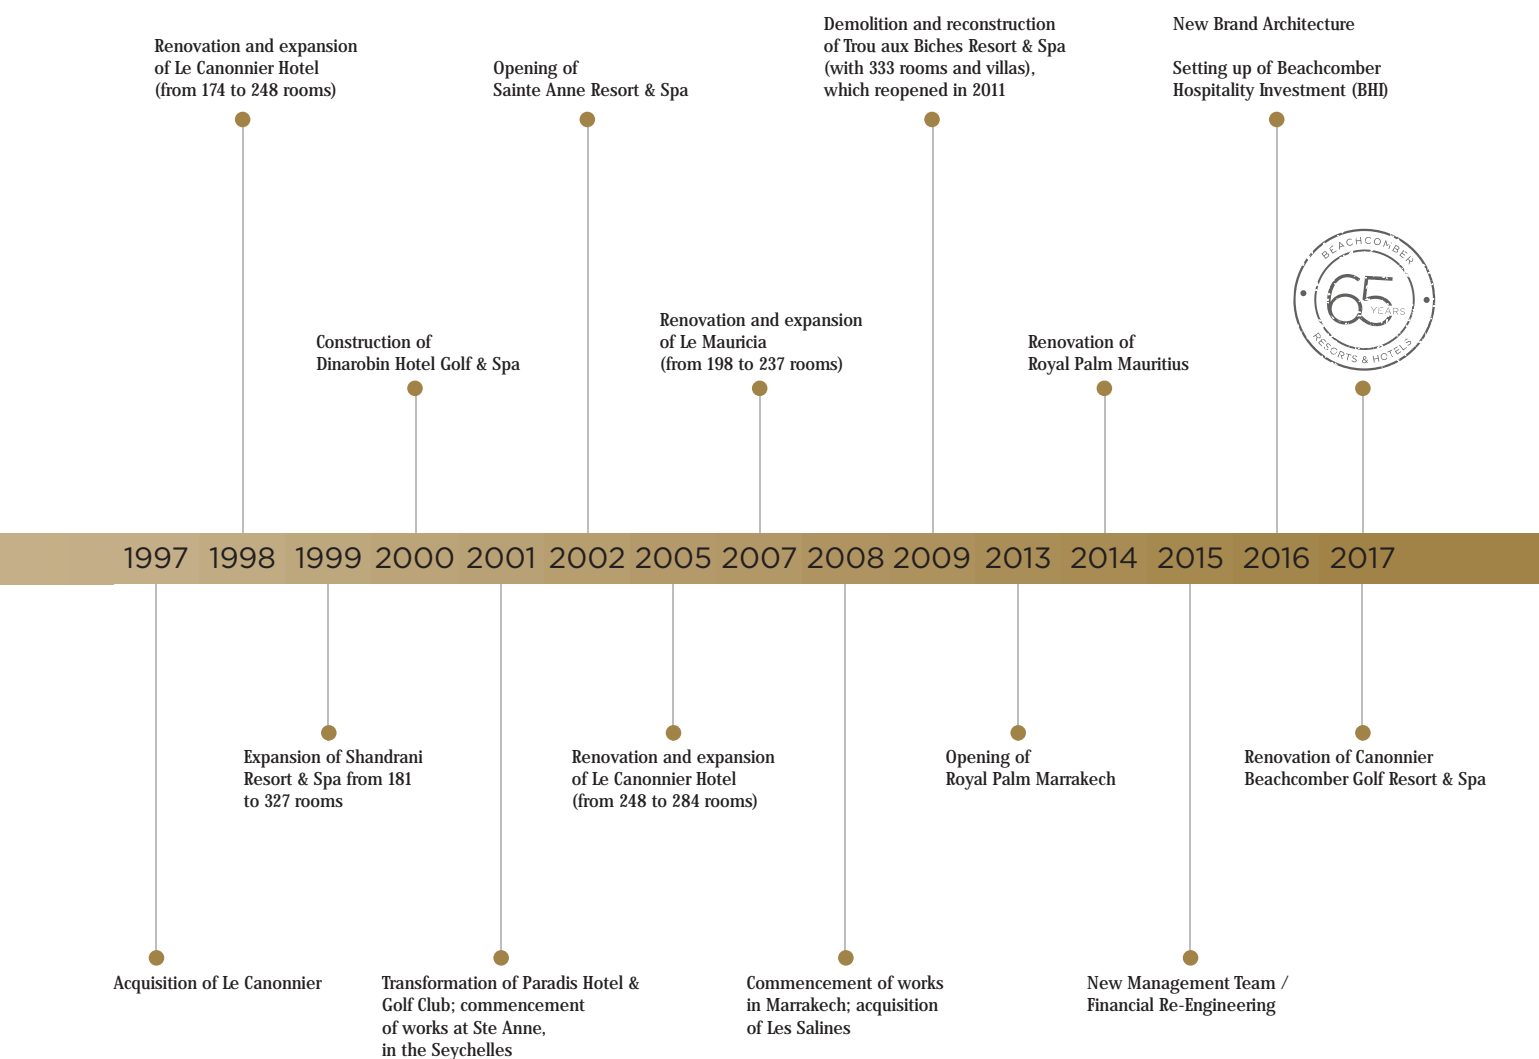 Renovation and expansion
of Le Canonnier Hotel
(from 174 to 248 rooms)
Opening of
Sainte Anne Resort & Spa
Demolition and reconstruction
of Trou aux Biches Resort & Spa
(with 333 rooms and villas),
which reopened in 2011
New Brand Architecture
Setting up of Beachcomber
Hospitality Investment (BHI)
Construction of
Dinarobin Hotel Golf & Spa
Renovation and expansion
of Le Mauricia
(from 198 to 237 rooms)
Renovation of
Royal Palm Mauritius
BEACHCOMBER
65
YEARS
RESORTS & HOTELS
1997 1998 1999 2000 2001 2002 2005 2007 2008 2009 2013 2014 2015 2016 2017
Expansion of Shandrani
Resort & Spa from 181
to 327 rooms
Renovation and expansion
of Le Canonnier Hotel
(from 248 to 284 rooms)
Opening of
Royal Palm Marrakech
Renovation of Canonnier
Beachcomber Golf Resort & Spa
Acquisition of Le Canonnier
Transformation of Paradis Hotel &
Golf Club; commencement
of works at Ste Anne,
in the Seychelles
Commencement of works
in Marrakech; acquisition
of Les Salines
New Management Team /
Financial Re-Engineering